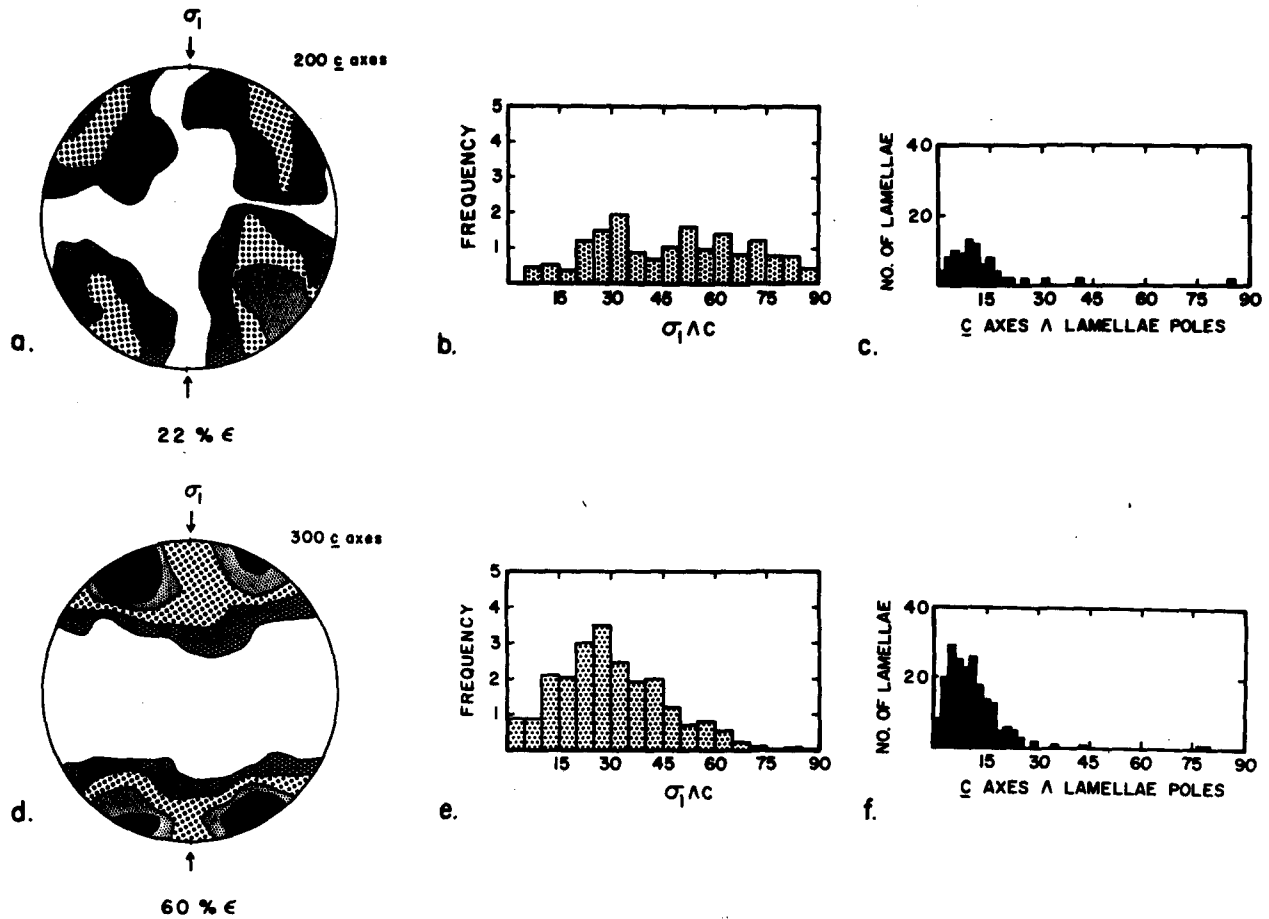 σ₁
200 c axes
a.
22 % ϵ
FREQUENCY
5
4
3
2
1
15 30 45 60 75 90
σ₁ Λ C
b.
NO. OF LAMELLAE
40
20
15 30 45 60 75 90
c AXES Λ LAMELLAE POLES
c.
σ₁
300 c axes
d.
60 % ϵ
FREQUENCY
5
4
3
2
1
15 30 45 60 75 90
σ₁ Λ C
e.
NO. OF LAMELLAE
40
20
15 30 45 60 75 90
c AXES Λ LAMELLAE POLES
f.